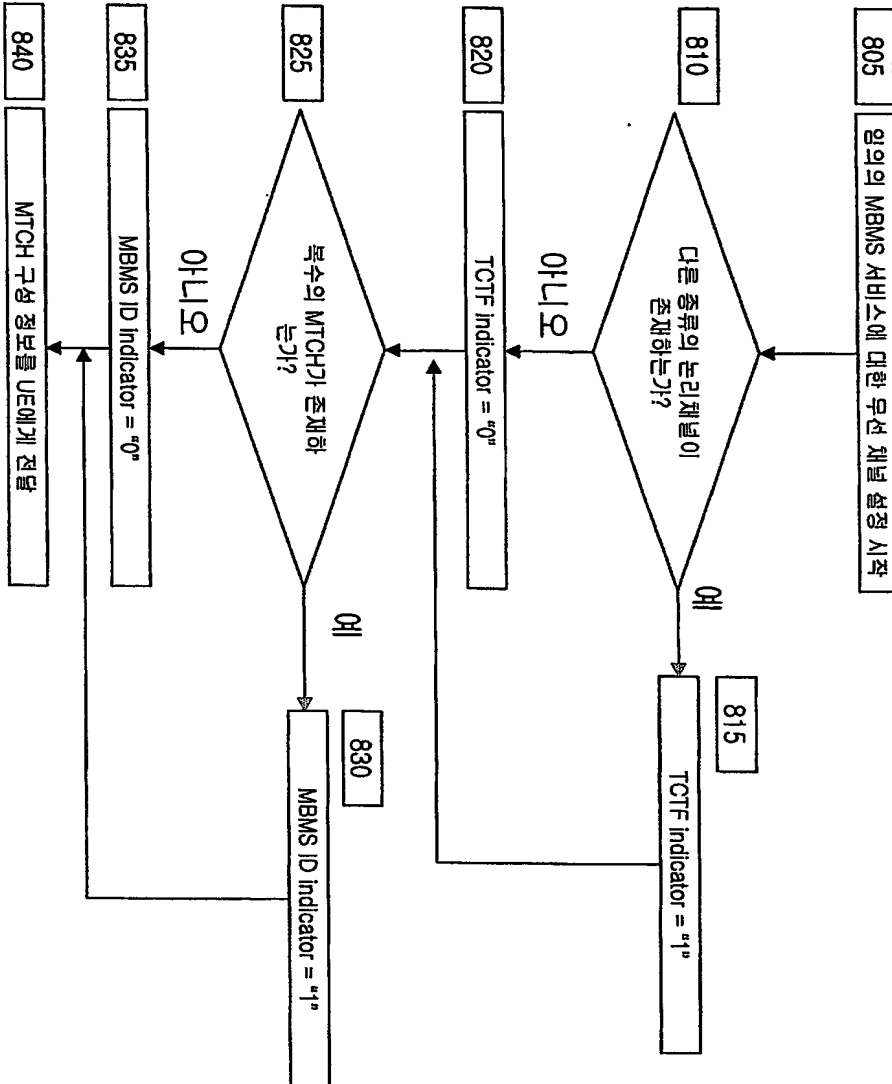 805
임의의 MBMS 서비스에 대한 무선 채널 설정 시작
810
다른 종류의 논리채널이
존재하는가?
예
815
TCTF indicator = "1"
아니요
820
TCTF indicator = "0"
825
복수의 MTCH가 존재하
는가?
예
830
MBMS ID indicator = "1"
아니요
835
MBMS ID indicator = "0"
840
MTCH 구성 정보를 UE에게 전달